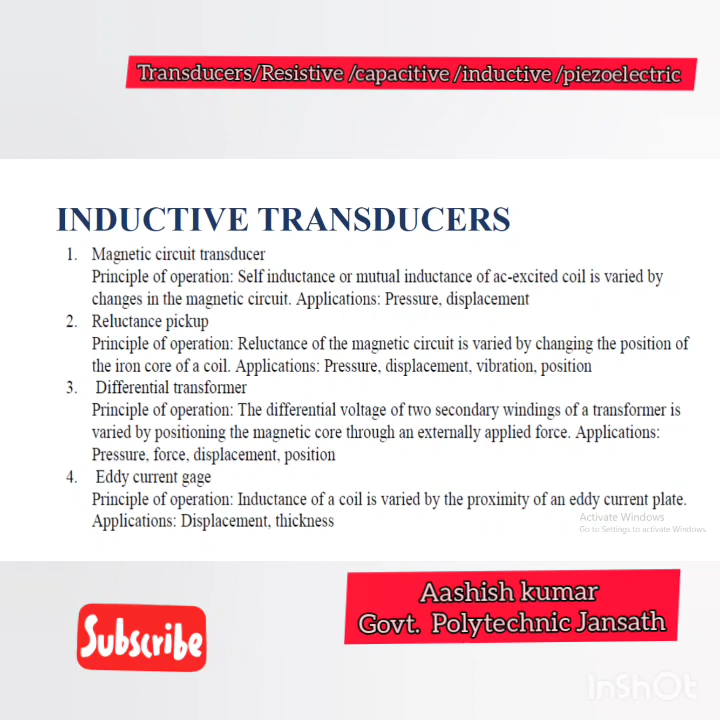 Transducers/Resistive /capacitive /inductive /piezoelectric
INDUCTIVE TRANSDUCERS
1. Magnetic circuit transducer
Principle of operation: Self inductance or mutual inductance of ac-excited coil is varied by
changes in the magnetic circuit. Applications: Pressure, displacement
2. Reluctance pickup
Principle of operation: Reluctance of the magnetic circuit is varied by changing the position of
the iron core of a coil. Applications: Pressure, displacement, vibration, position
3. Differential transformer
Principle of operation: The differential voltage of two secondary windings of a transformer is
varied by positioning the magnetic core through an externally applied force. Applications:
Pressure, force, displacement, position
4. Eddy current gage
Principle of operation: Inductance of a coil is varied by the proximity of an eddy current plate.
Applications: Displacement, thickness
Activate Windows
Go to Settings to activate Windows.
Aashish kumar
Govt. Polytechnic Jansath
Subscribe
InShOt